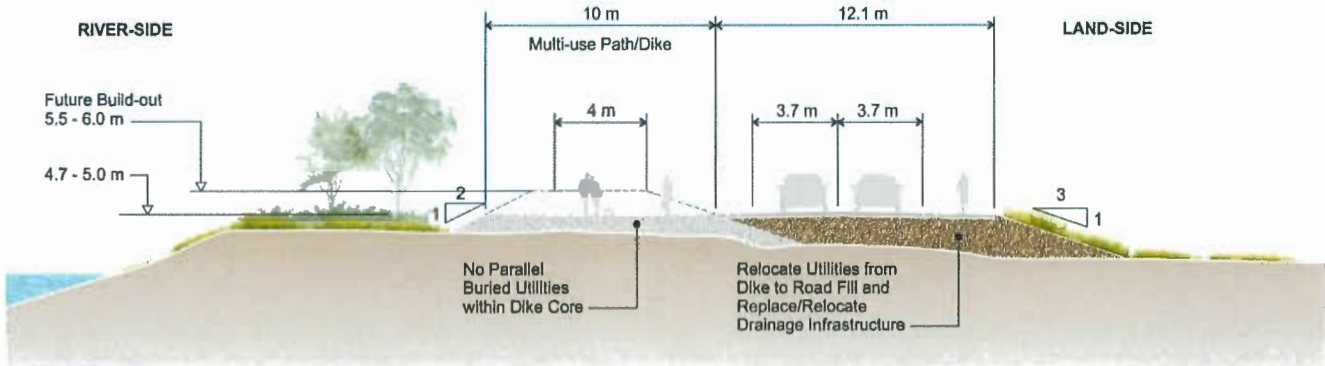 RIVER-SIDE
10 m
12.1 m
LAND-SIDE
Multi-use Path/Dike
Future Build-out
5.5 - 6.0 m
4 m
3.7 m
3.7 m
4.7 - 5.0 m
2
1
3
1
No Parallel
Buried Utilities
within Dike Core
Relocate Utilities from
Dike to Road Fill and
Replace/Relocate
Drainage Infrastructure